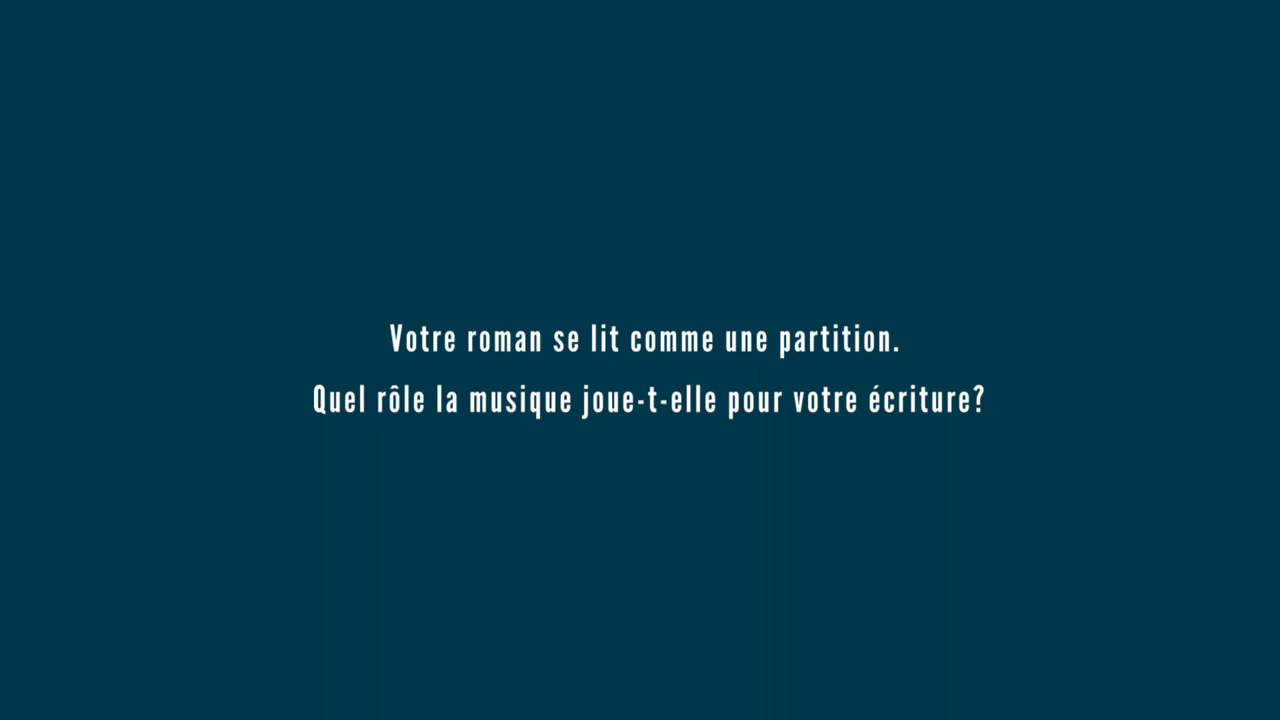 Votre roman se lit comme une partition.
Quel rôle la musique joue-t-elle pour votre écriture?